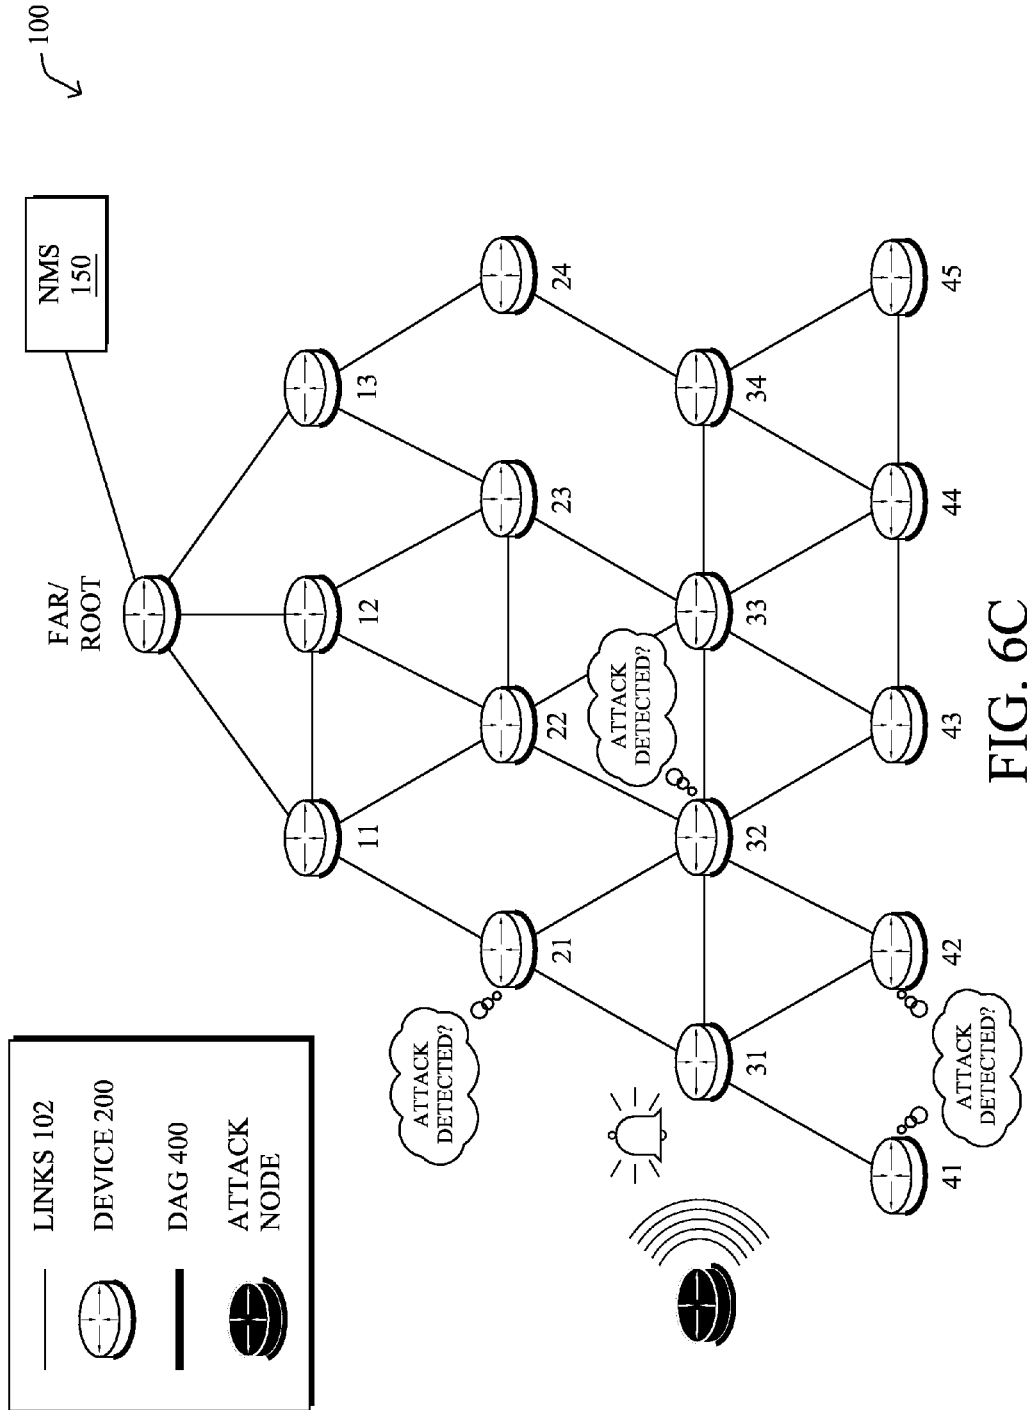 100
NMS
150
FAR/
ROOT
LINKS 102
DEVICE 200
DAG 400
ATTACK
NODE
11
12
13
ATTACK
DETECTED?
21
22
23
24
ATTACK
DETECTED?
31
32
33
34
ATTACK
DETECTED?
41
42
43
44
45
FIG. 6C